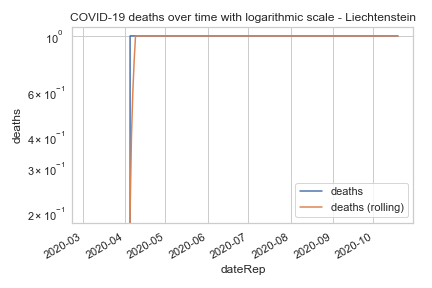 COVID-19 deaths over time with logarithmic scale - Liechtenstein
10⁰
6 × 10⁻¹
4 × 10⁻¹
3 × 10⁻¹
2 × 10⁻¹
deaths
deaths
deaths (rolling)
2020-03
2020-04
2020-05
2020-06
2020-07
2020-08
2020-09
2020-10
dateRep